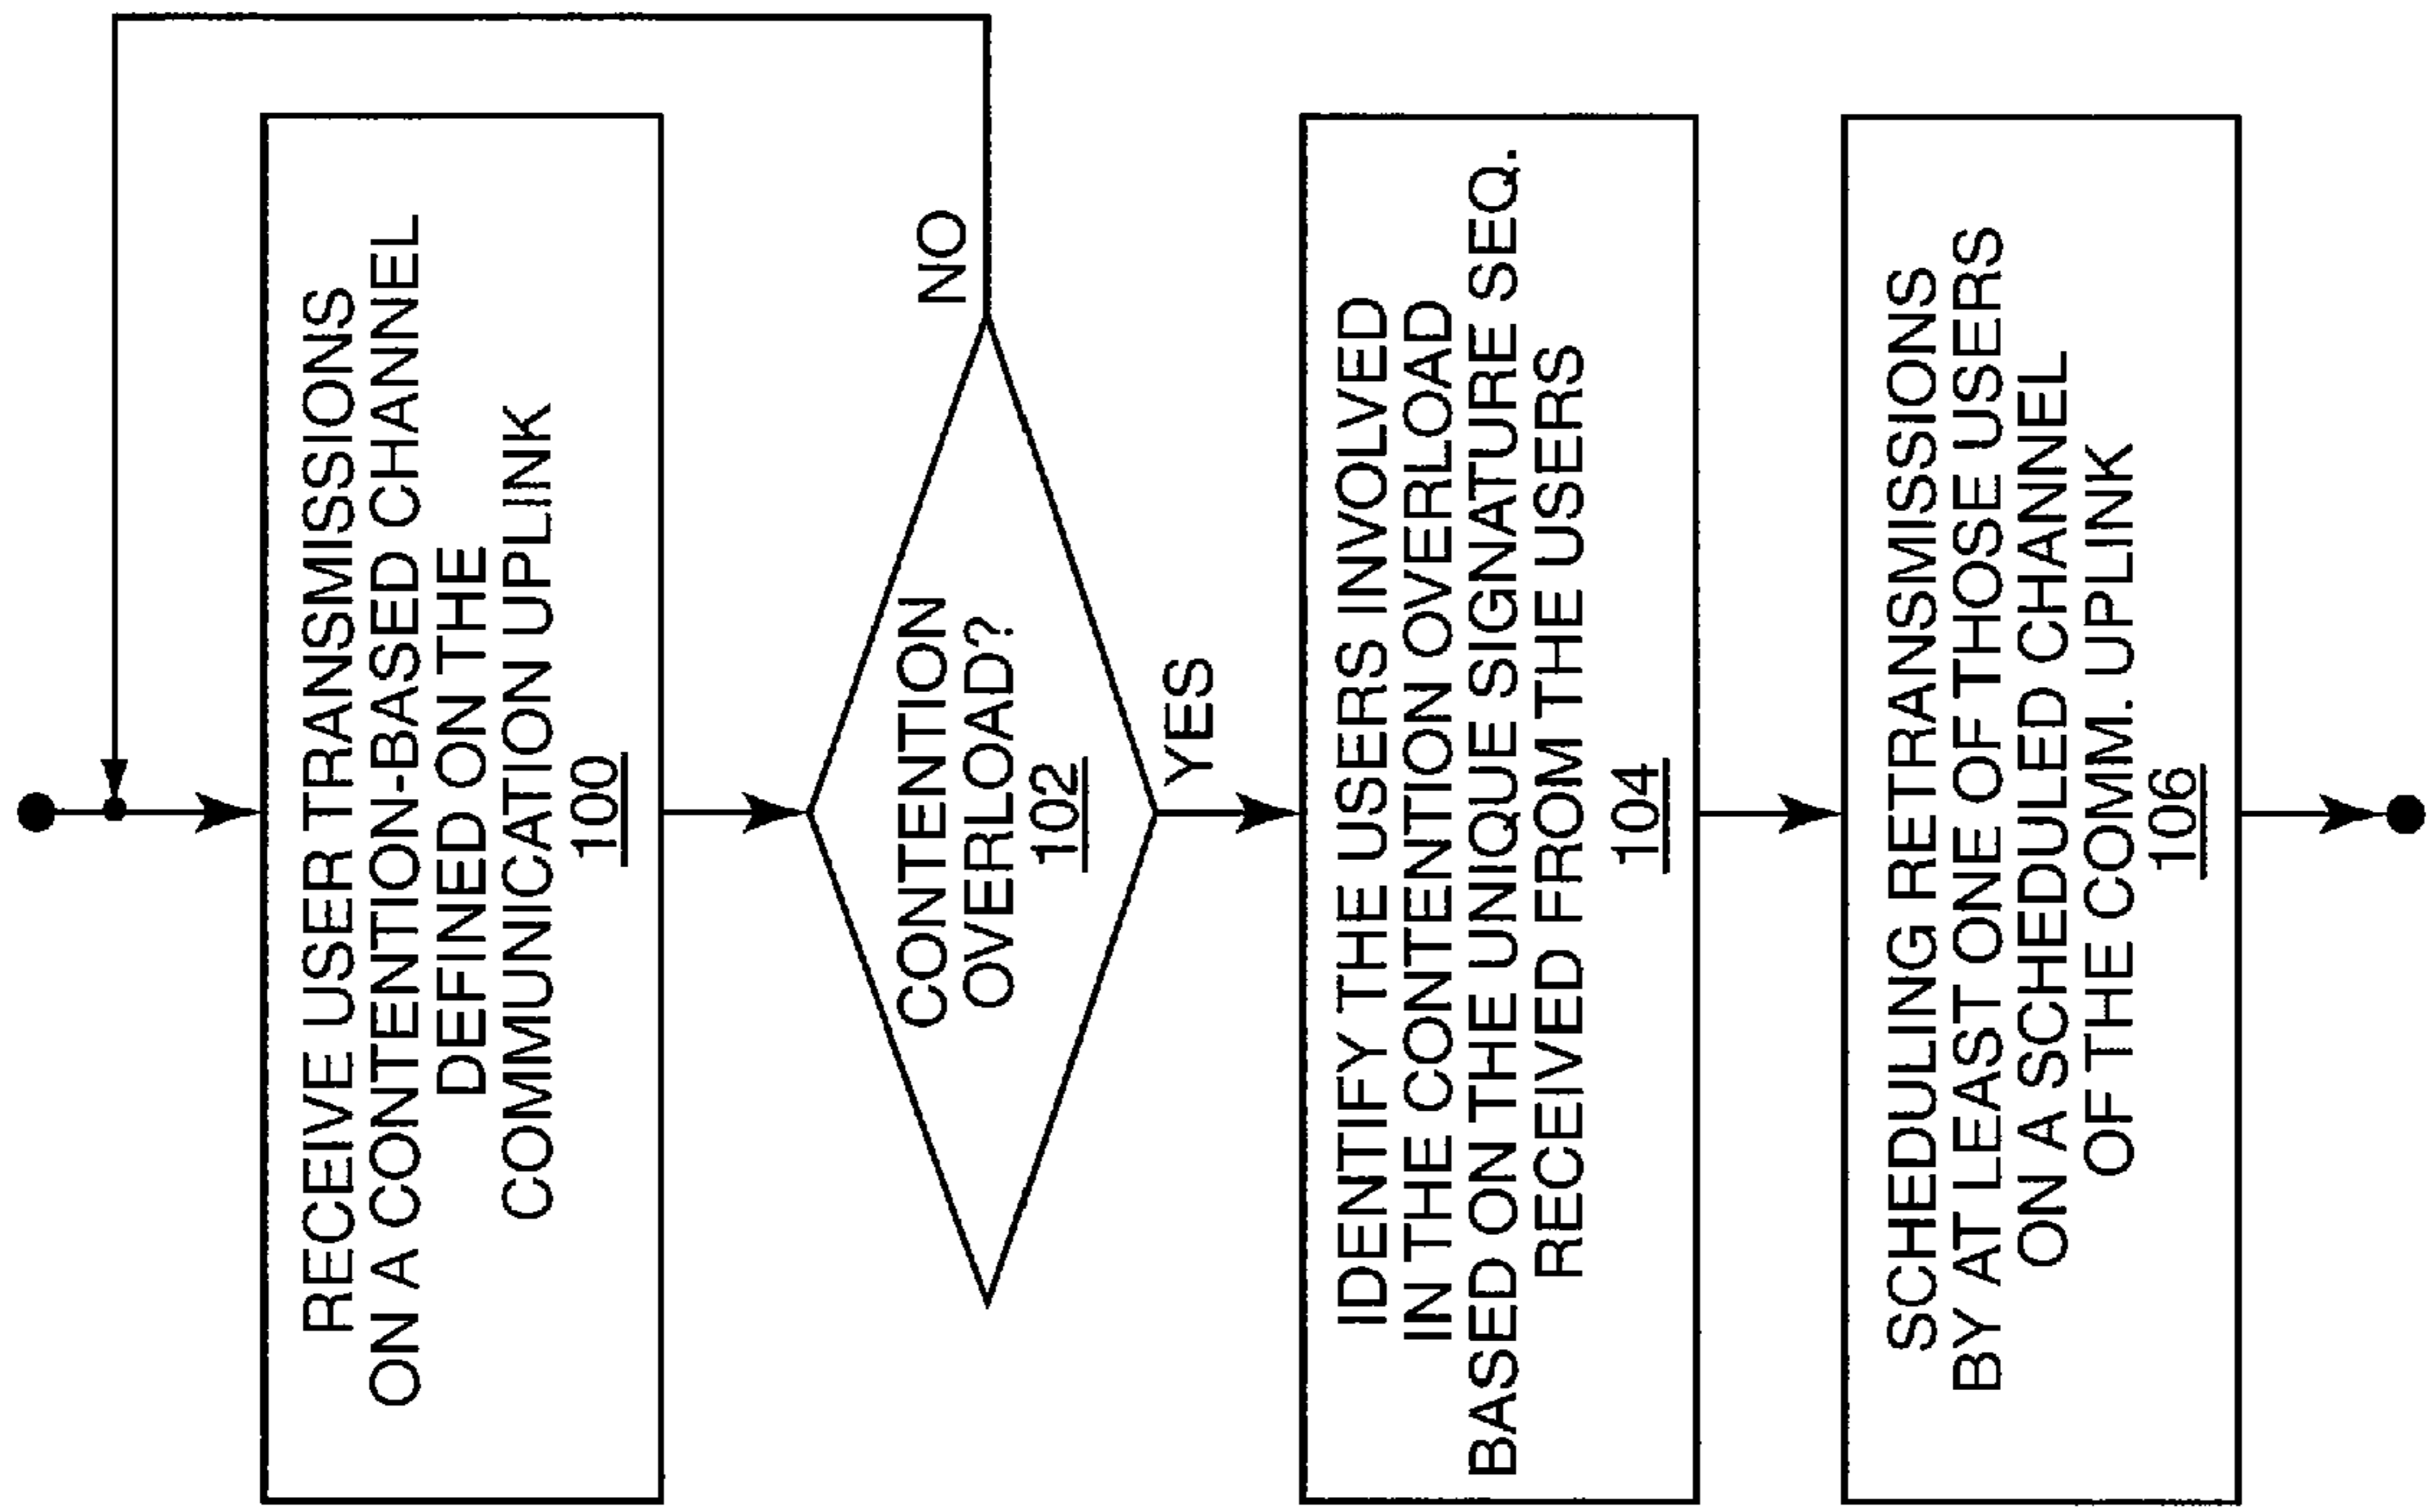 RECEIVE USER TRANSMISSIONS
ON A CONTENTION-BASED CHANNEL
DEFINED ON THE
COMMUNICATION UPLINK
100
CONTENTION
OVERLOAD?
102
NO
YES
IDENTIFY THE USERS INVOLVED
IN THE CONTENTION OVERLOAD
BASED ON THE UNIQUE SIGNATURE SEQ.
RECEIVED FROM THE USERS
104
SCHEDULING RETRANSMISSIONS
BY AT LEAST ONE OF THOSE USERS
ON A SCHEDULED CHANNEL
OF THE COMM. UPLINK
106